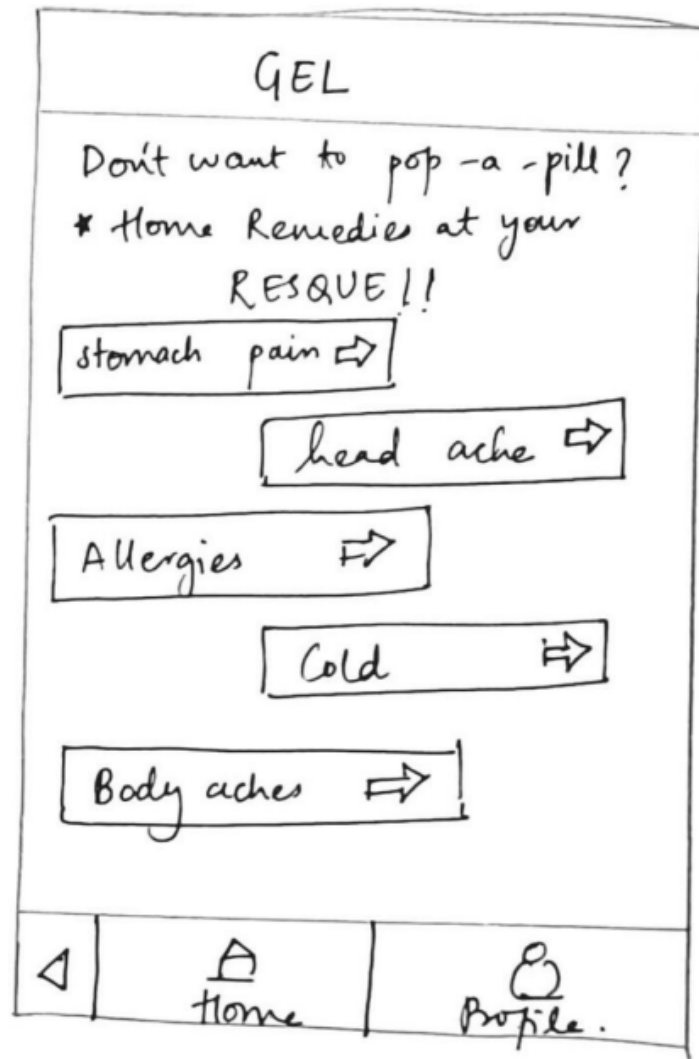 GEL
Don't want to pop-a-pill?
* Home Remedies at your
RESQUE!!
stomach pain
head ache
Allergies
Cold
Body aches
Home
Profile.